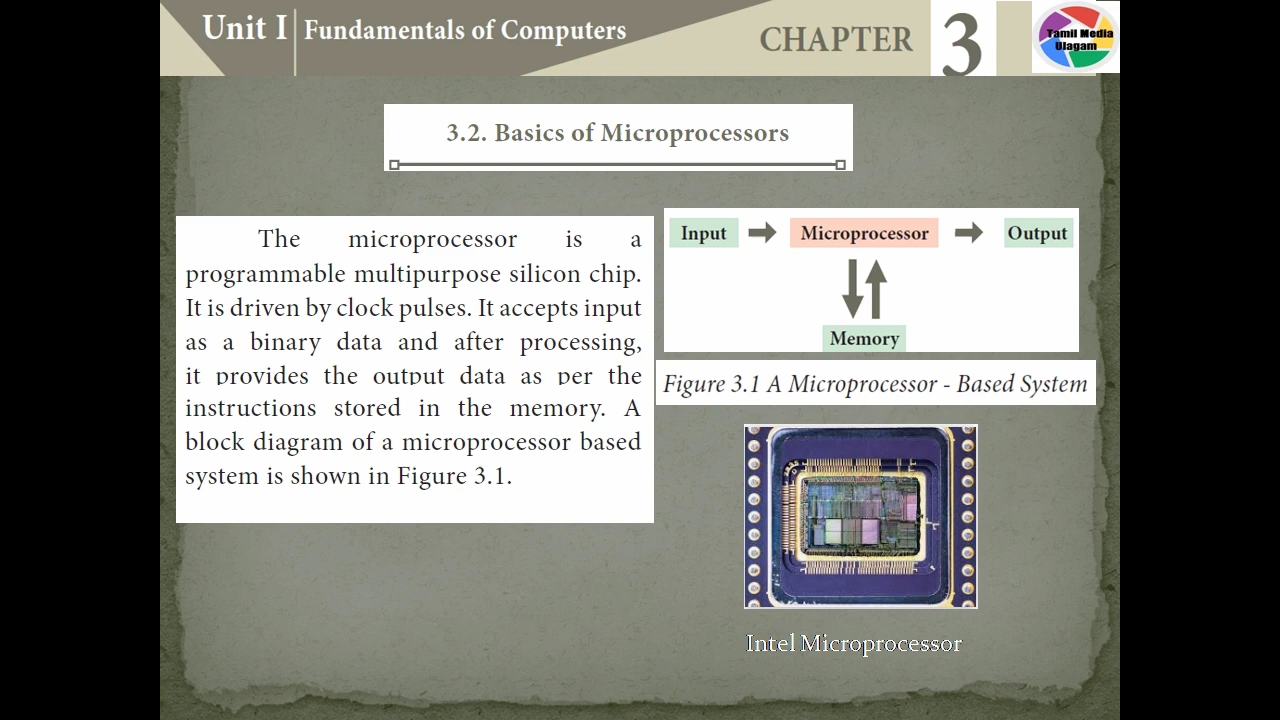 Unit I
Fundamentals of Computers
CHAPTER 3
Tamil Media
Ulagam
3.2. Basics of Microprocessors
The microprocessor is a
programmable multipurpose silicon chip.
It is driven by clock pulses. It accepts input
as a binary data and after processing,
it provides the output data as per the
instructions stored in the memory. A
block diagram of a microprocessor based
system is shown in Figure 3.1.
Input
Microprocessor
Output
Memory
Figure 3.1 A Microprocessor - Based System
Intel Microprocessor